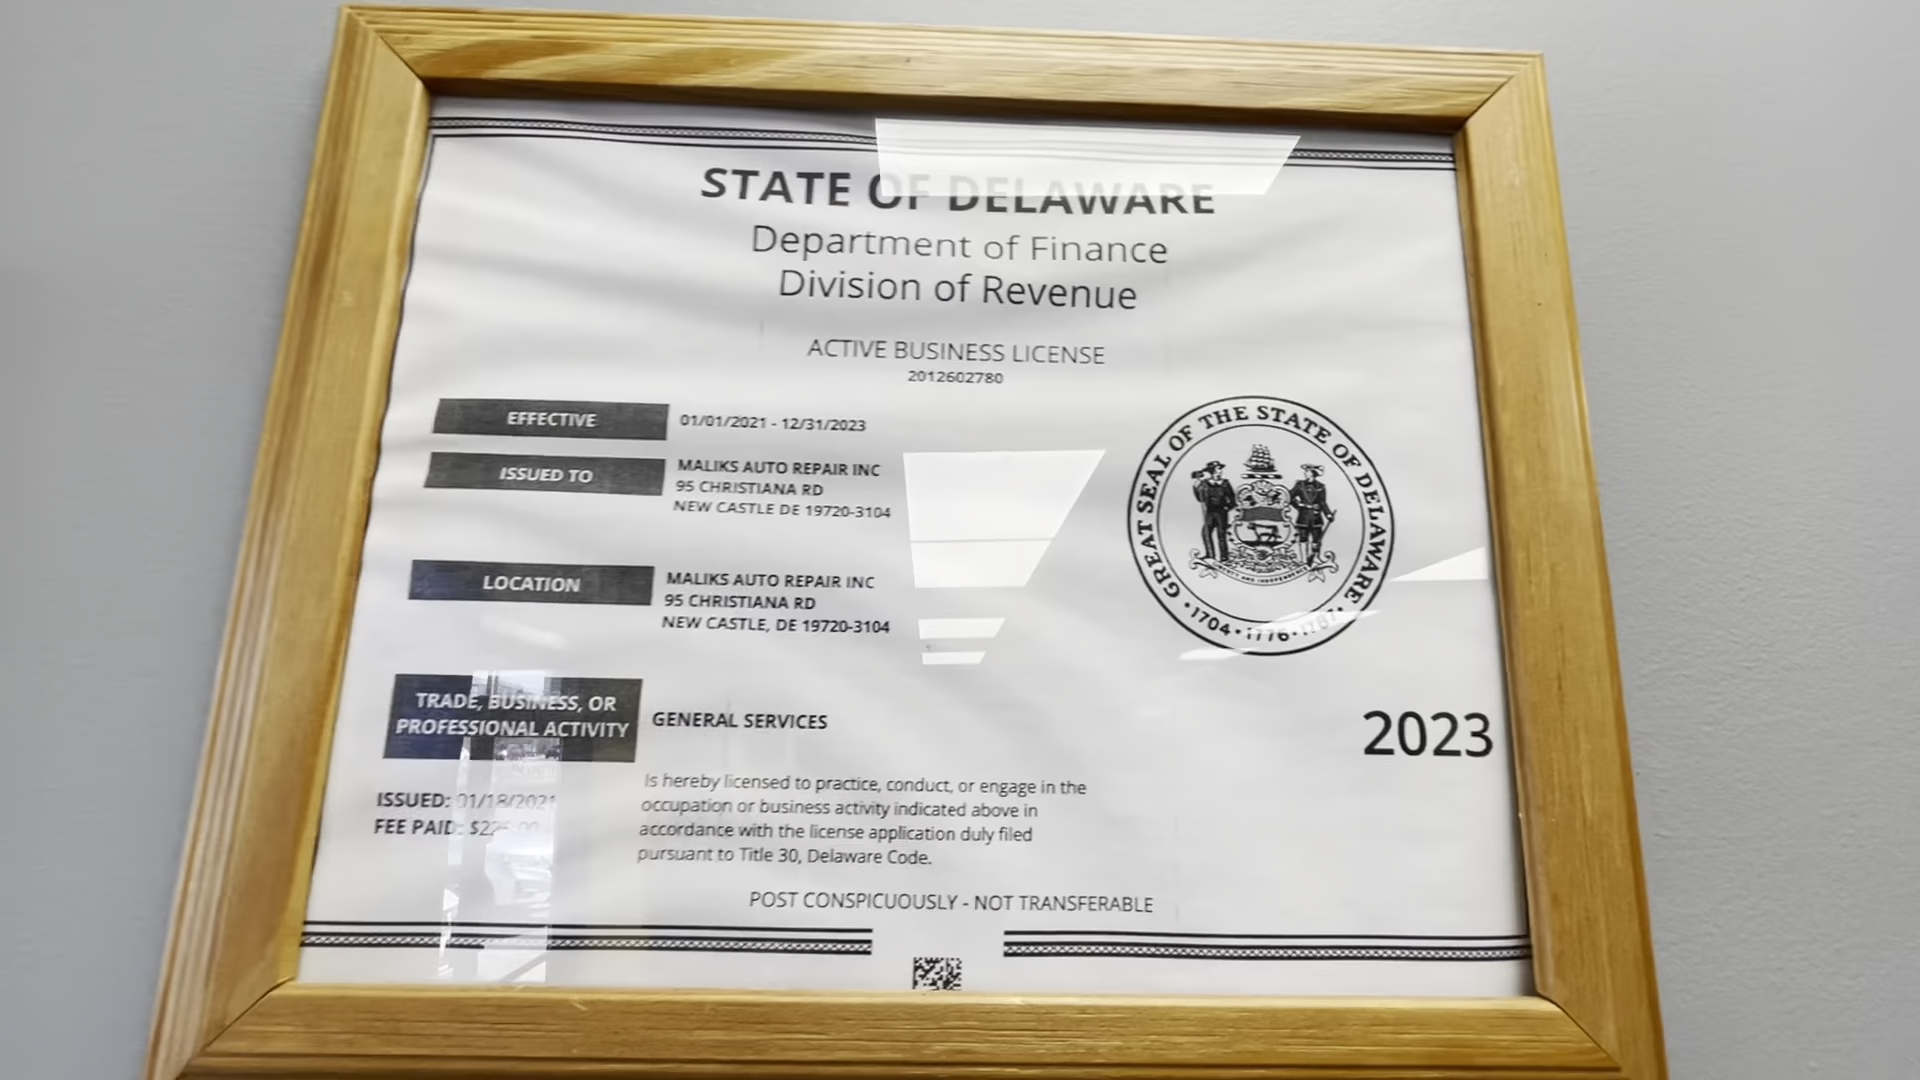 STATE OF DELAWARE
Department of Finance
Division of Revenue
ACTIVE BUSINESS LICENSE
2012602780
EFFECTIVE 01/01/2021 - 12/31/2023
ISSUED TO MALIKS AUTO REPAIR INC
95 CHRISTIANA RD
NEW CASTLE DE 19720-3104
GREAT SEAL OF THE STATE OF DELAWARE
1704 • 1776 • 1787
LOCATION MALIKS AUTO REPAIR INC
95 CHRISTIANA RD
NEW CASTLE, DE 19720-3104
TRADE, BUSINESS, OR
PROFESSIONAL ACTIVITY
GENERAL SERVICES
2023
Is hereby licensed to practice, conduct, or engage in the
occupation or business activity indicated above in
accordance with the license application duly filed
pursuant to Title 30, Delaware Code.
ISSUED: 01/18/2021
FEE PAID:
POST CONSPICUOUSLY - NOT TRANSFERABLE